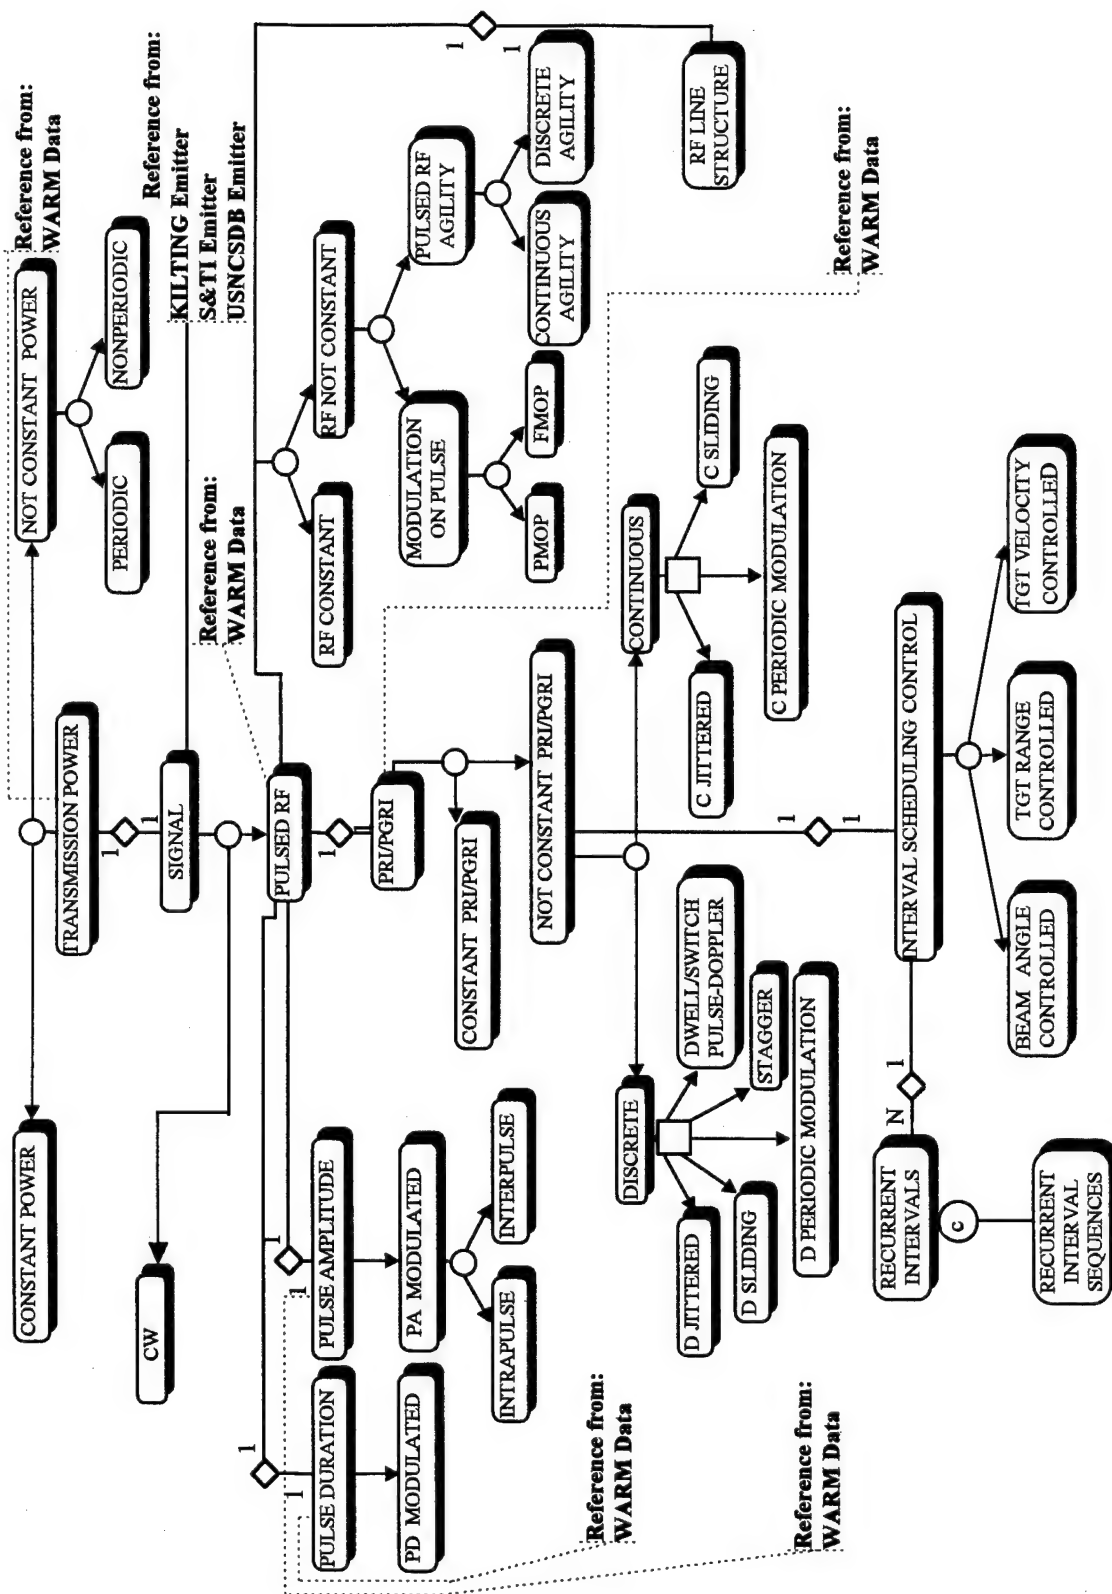 CONSTANT POWER
NOT CONSTANT POWER
Reference from:
WARM Data
TRANSMISSION POWER
PERIODIC
NONPERIODIC
1
1
CW
SIGNAL
Reference from:
KILTING Emitter
S&TI Emitter
USNCSDB Emitter
Reference from:
WARM Data
1
1
PULSED RF
1
1
RF CONSTANT
RF NOT CONSTANT
1
1
PULSE DURATION
PULSE AMPLITUDE
1
PRI/PGRI
MODULATION
ON PULSE
PULSED RF
AGILITY
PD MODULATED
PA MODULATED
CONSTANT PRI/PGRI
NOT CONSTANT PRI/PGRI
PMOP
FMOP
CONTINUOUS
AGILITY
DISCRETE
AGILITY
INTRAPULSE
INTERPULSE
RF LINE
STRUCTURE
Reference from:
WARM Data
DISCRETE
CONTINUOUS
D JITTERED
DWELL/SWITCH
PULSE-DOPPLER
C JITTERED
C SLIDING
D SLIDING
STAGGER
D PERIODIC MODULATION
C PERIODIC MODULATION
Reference from:
WARM Data
1
1
Reference from:
WARM Data
RECURRENT
INTERVALS
N
1
INTERVAL SCHEDULING CONTROL
c
BEAM ANGLE
CONTROLLED
TGT RANGE
CONTROLLED
TGT VELOCITY
CONTROLLED
RECURRENT
INTERVAL
SEQUENCES